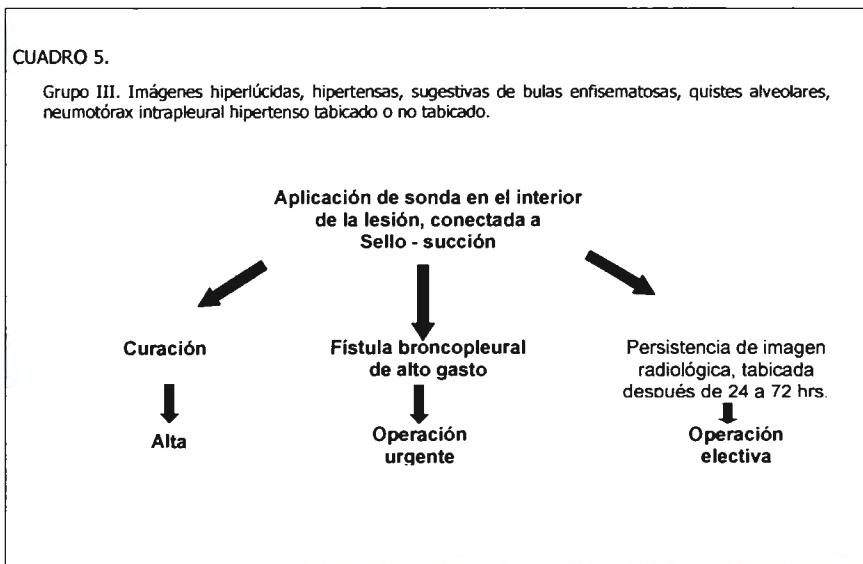 CUADRO 5.
Grupo III. Imágenes hiperlúcidas, hipertensas, sugestivas de bulas enfisematosas, quistes alveolares,
neumotórax intrapleural hipertenso tabicado o no tabicado.
Aplicación de sonda en el interior
de la lesión, conectada a
Sello - succión
Curación
Fístula broncopleural
de alto gasto
Persistencia de imagen
radiológica, tabicada
después de 24 a 72 hrs.
Alta
Operación
urgente
Operación
electiva